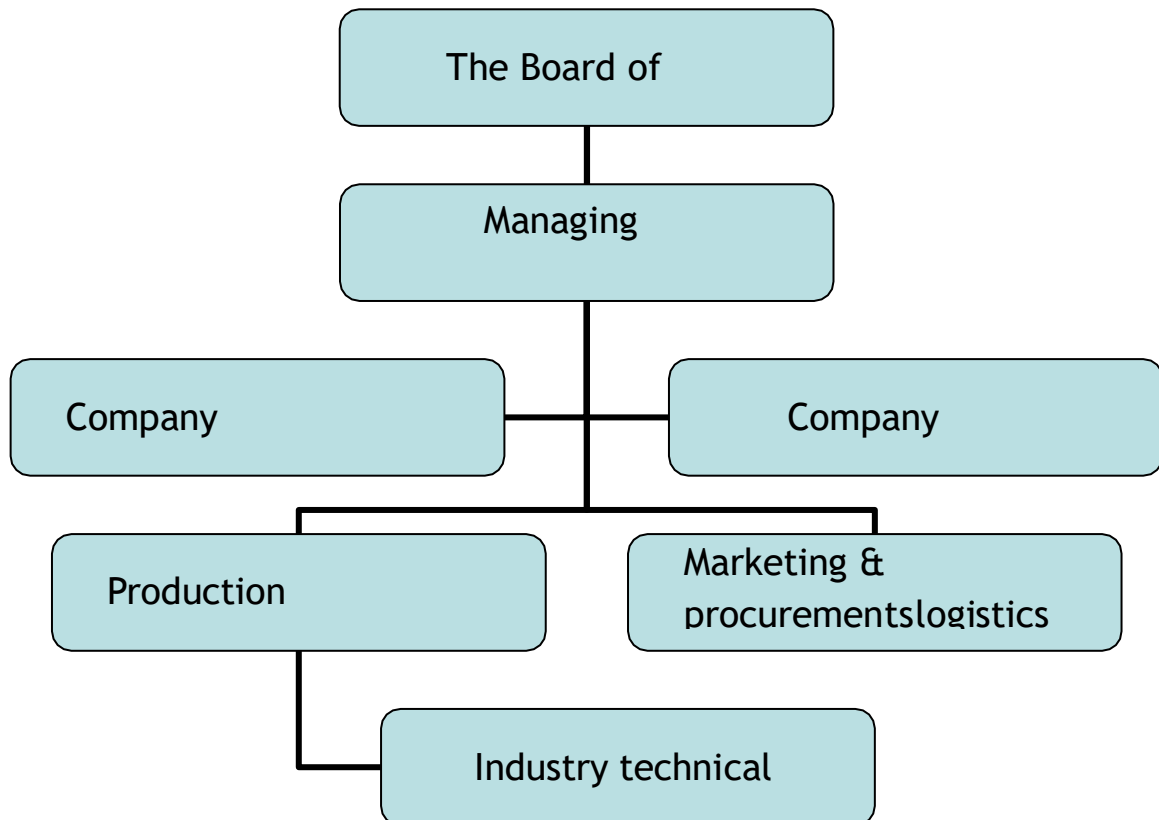 The Board of
Managing
Company
Company
Production
Marketing &
procurementslogistics
Industry technical